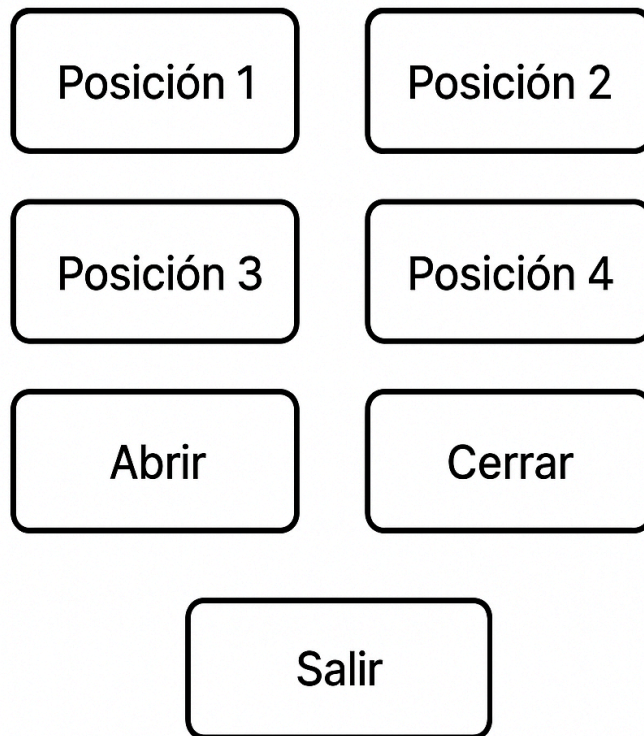 Posición 1
Posición 2
Posición 3
Posición 4
Abrir
Cerrar
Salir